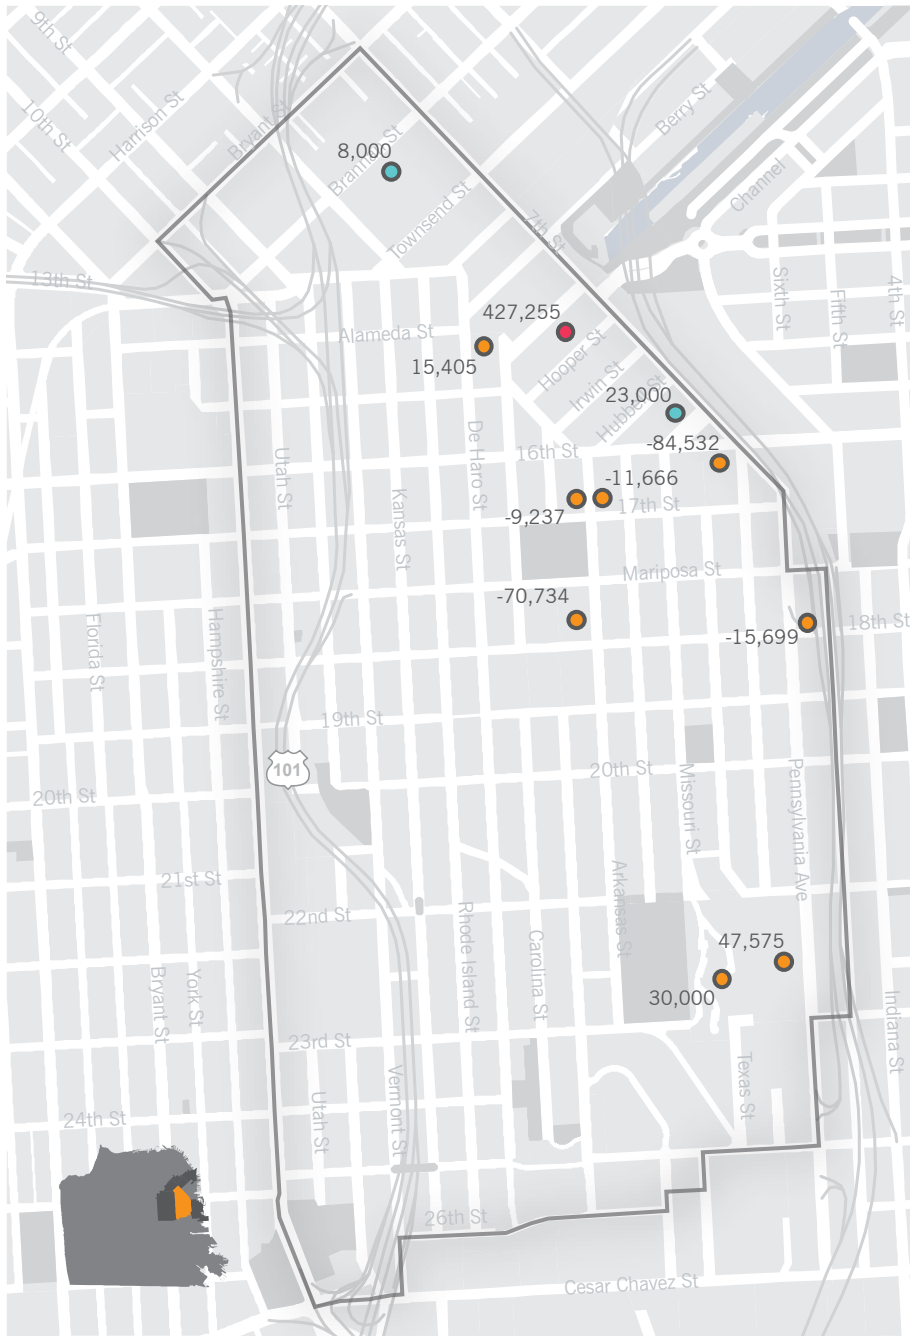 9th St
10th St
Harrison St
Bryant St
8,000
Brannan St
Townsend St
7th St
Berry St
Channel
13th St
Sixth St
Fifth St
4th St
427,255
Alameda St
15,405
Hooper St
Irwin St
23,000
Hubbell St
-84,532
Utah St
De Haro St
16th St
-11,666
Kansas St
-9,237
17th St
Mariposa St
-70,734
Florida St
Hampshire St
-15,699
18th St
19th St
101
20th St
20th St
Missouri St
Pennsylvania Ave
21st St
22nd St
Arkansas St
Rhode Island St
Carolina St
47,575
30,000
Bryant St
York St
Indiana St
23rd St
Utah St
Vermont St
Texas St
24th St
26th St
Cesar Chavez St